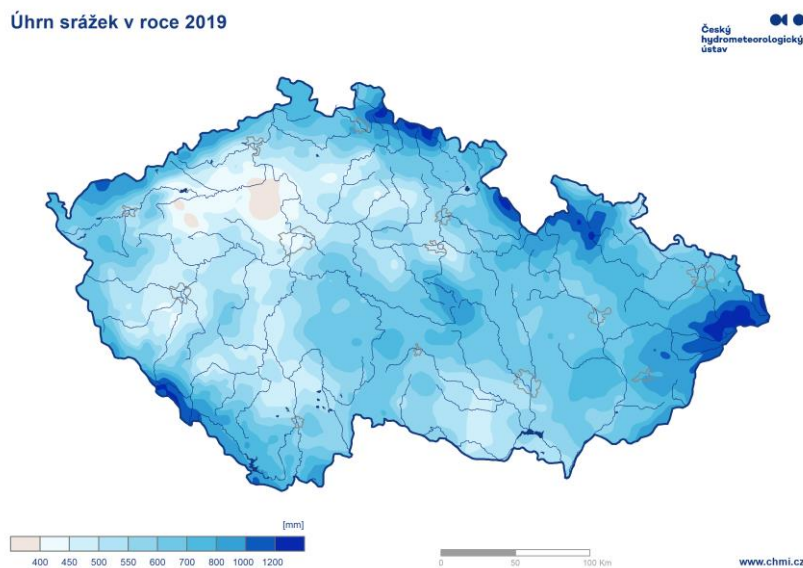 Úhrn srážek v roce 2019
Český
hydrometeorologický
ústav
[mm]
400 450 500 550 600 700 800 1000 1200
0 50 100 Km
www.chmi.cz